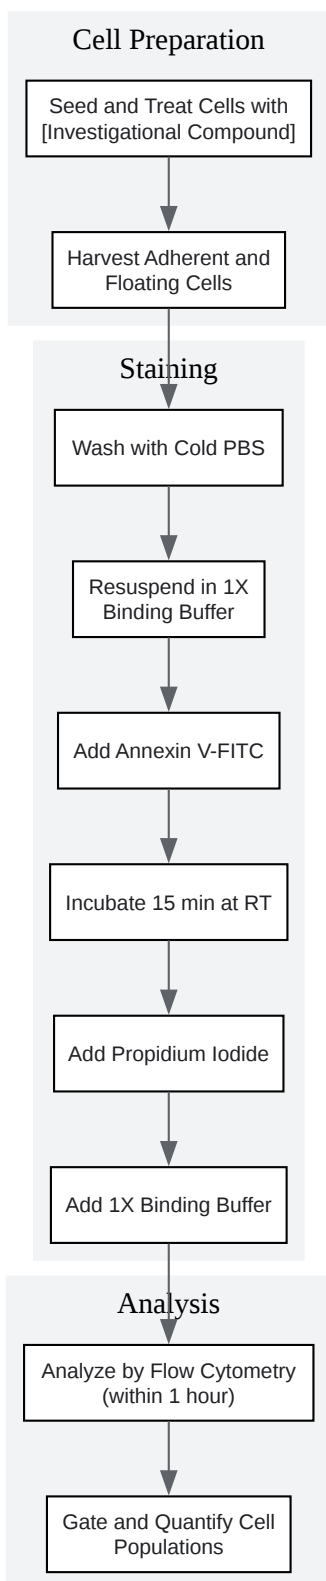 Cell Preparation
Seed and Treat Cells with
[Investigational Compound]
Harvest Adherent and
Floating Cells
Staining
Wash with Cold PBS
Resuspend in 1X
Binding Buffer
Add Annexin V-FITC
Incubate 15 min at RT
Add Propidium Iodide
Add 1X Binding Buffer
Analysis
Analyze by Flow Cytometry
(within 1 hour)
Gate and Quantify Cell
Populations